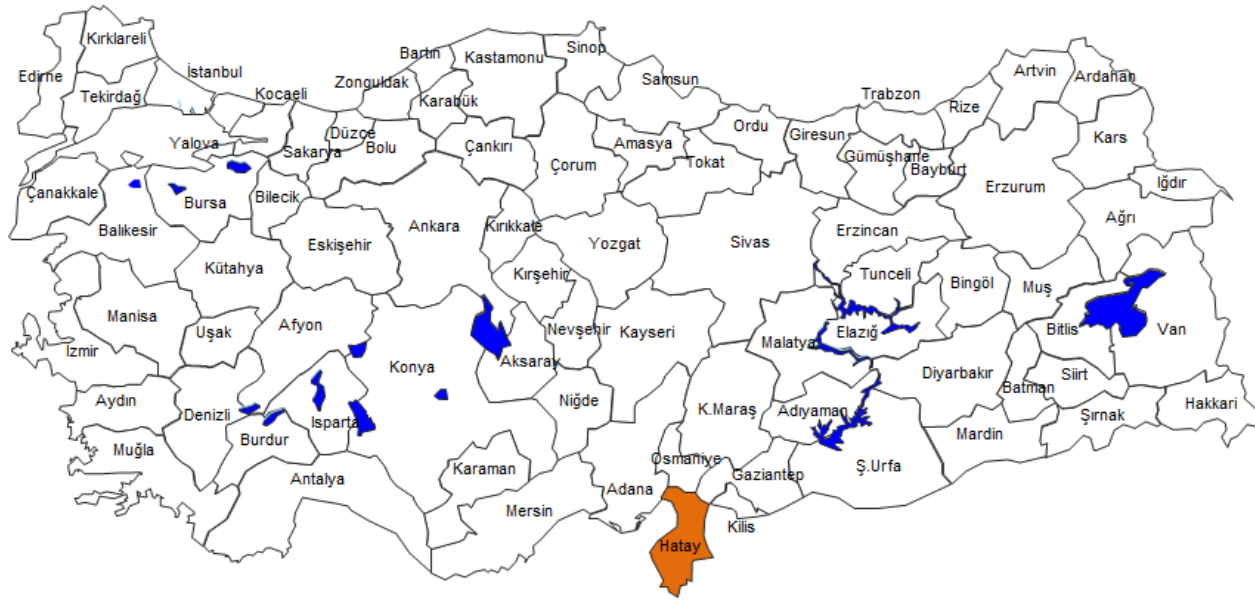 Kırklareli
Edirne
Tekirdağ
İstanbul
Kocaeli
Yalova
Sakarya
Düzce
Bolu
Zonguldak
Bartın
Karabük
Kastamonu
Sinop
Samsun
Çankırı
Çorum
Amasya
Tokat
Ordu
Giresun
Trabzon
Gümüşhane
Bayburt
Rize
Artvin
Ardahan
Kars
Iğdır
Ağrı
Erzurum
Erzincan
Çanakkale
Balıkesir
Bursa
Bilecik
Kütahya
Eskişehir
Ankara
Kırıkkale
Kırşehir
Yozgat
Sivas
Tunceli
Bingöl
Muş
Bitlis
Van
Manisa
İzmir
Uşak
Afyon
Konya
Aksaray
Nevşehir
Kayseri
Niğde
Malatya
Elazığ
Diyarbakır
Batman
Siirt
Şırnak
Hakkari
Aydın
Denizli
Muğla
Burdur
Isparta
Antalya
Karaman
Mersin
Adana
Osmaniye
K.Maraş
Adıyaman
Gaziantep
Kilis
Ş.Urfa
Mardin
Hatay